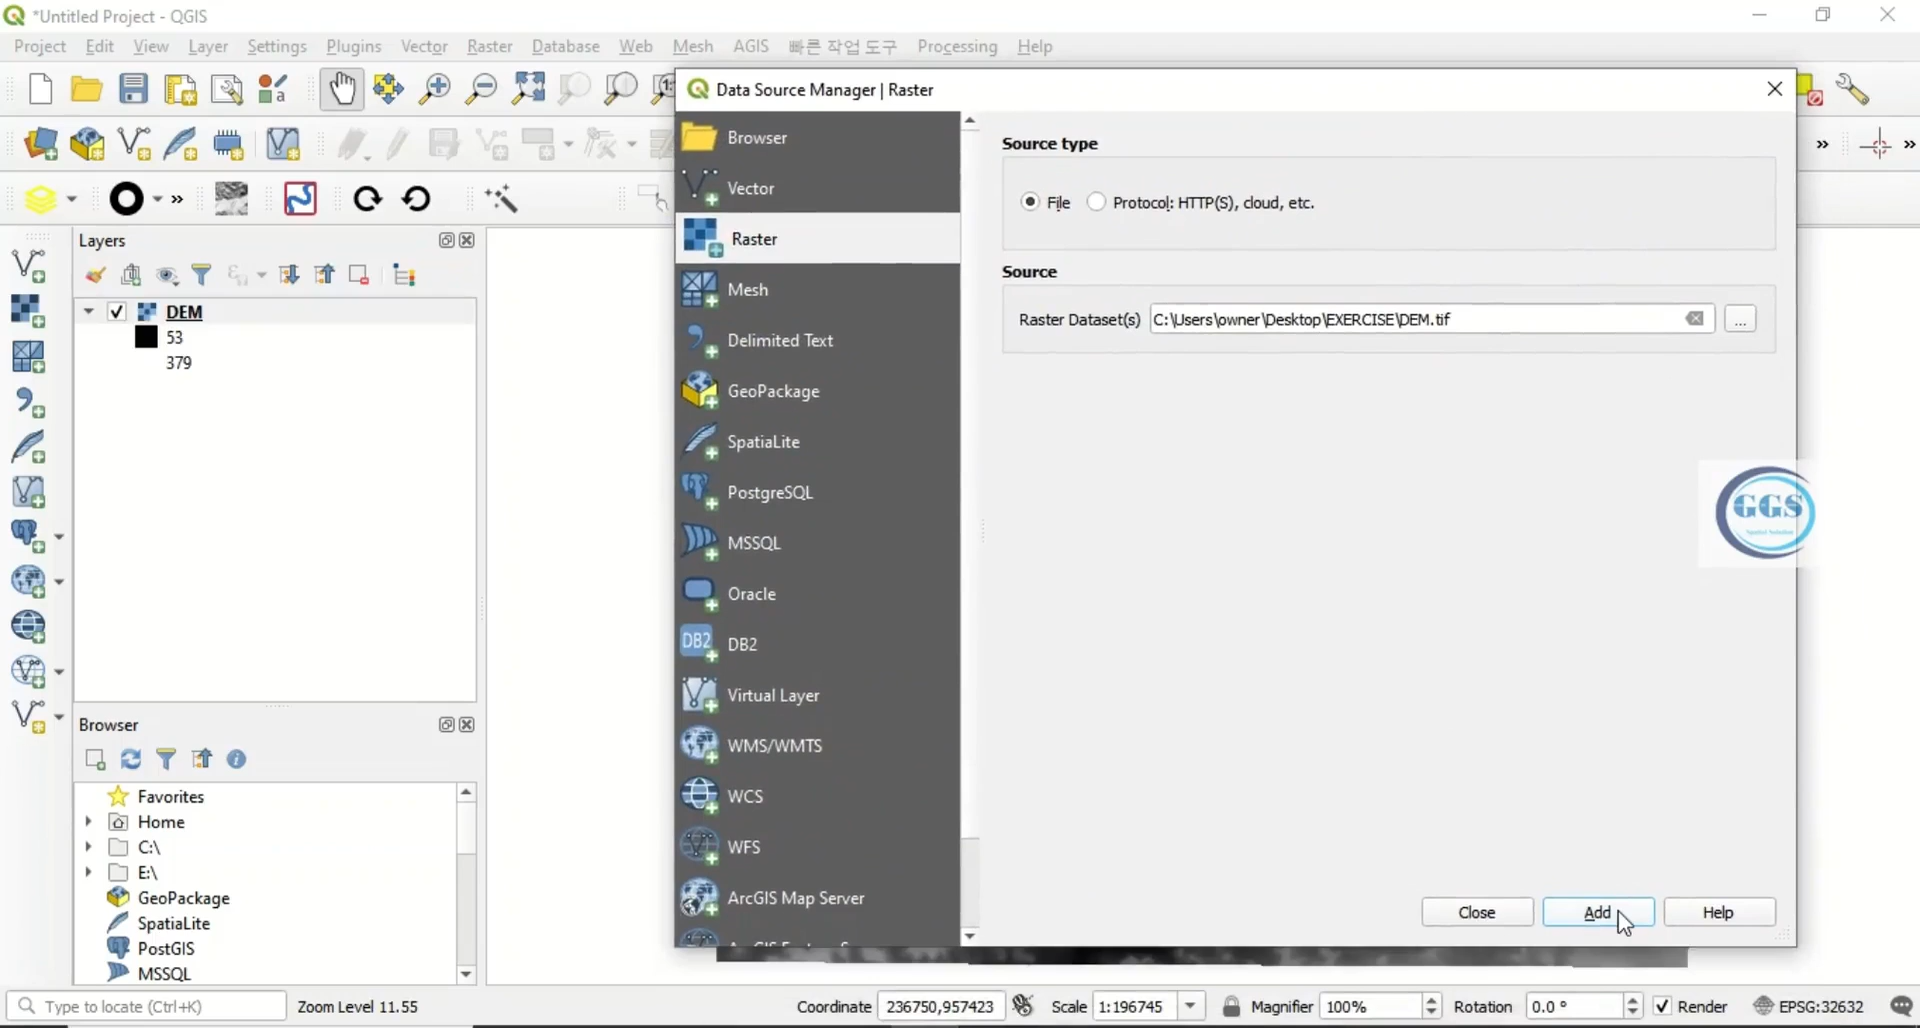 *Untitled Project - QGIS
Project Edit View Layer Settings Plugins Vector Raster Database Web Mesh AGIS 빠른 작업 도구 Processing Help
Data Source Manager | Raster
Browser
Vector
Raster
Mesh
Delimited Text
GeoPackage
SpatiaLite
PostgreSQL
MSSQL
Oracle
DB2
Virtual Layer
WMS/WMTS
WCS
WFS
ArcGIS Map Server
Source type
File Protocol: HTTP(S), cloud, etc.
Source
Raster Dataset(s) C:\Users\owner\Desktop\EXERCISE\DEM.tif ...
GGS
Spatial Solution
Close Add Help
Layers
DEM
53
379
Browser
Favorites
Home
C:\
E:\
GeoPackage
SpatiaLite
PostGIS
MSSQL
Type to locate (Ctrl+K) Zoom Level 11.55 Coordinate 236750,957423 Scale 1:196745 Magnifier 100% Rotation 0.0 ° Render EPSG:32632